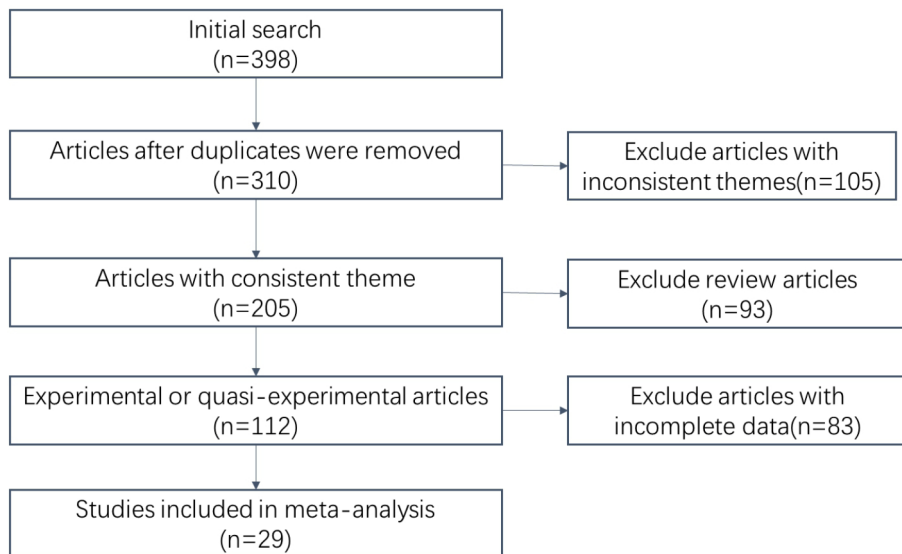 Initial search
(n=398)
Articles after duplicates were removed
(n=310)
Exclude articles with
inconsistent themes(n=105)
Articles with consistent theme
(n=205)
Exclude review articles
(n=93)
Experimental or quasi-experimental articles
(n=112)
Exclude articles with
incomplete data(n=83)
Studies included in meta-analysis
(n=29)